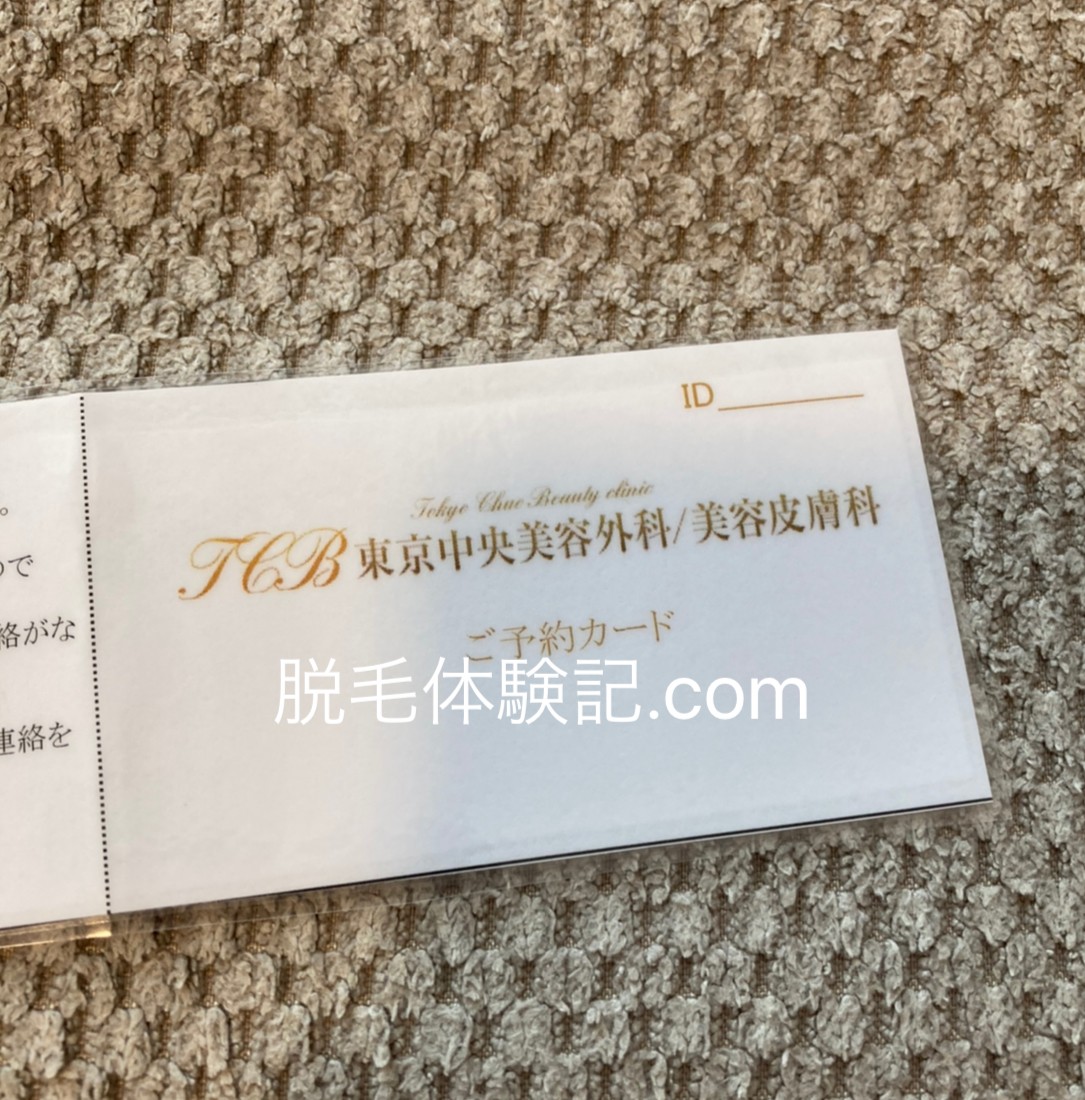 。
ので
絡がな
連絡を
ID
Tokyo Chuo Beauty clinic
TCB 東京中央美容外科/美容皮膚科
ご予約カード
脱毛体験記.com